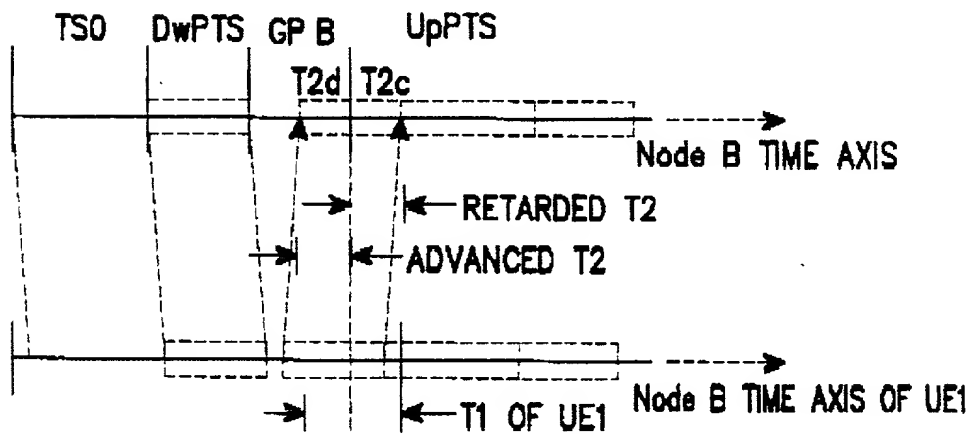 TS0 DwPTS GP B UpPTS
T2d T2c
Node B TIME AXIS
RETARDED T2
ADVANCED T2
Node B TIME AXIS OF UE1
T1 OF UE1